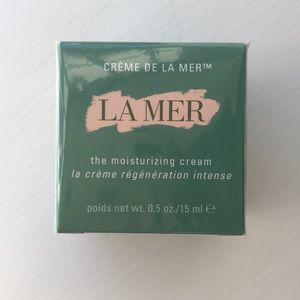 CRÈME DE LA MER™
LA MER
the moisturizing cream
la crème régénération intense
poids net wt. 0.5 oz./15 ml ℮